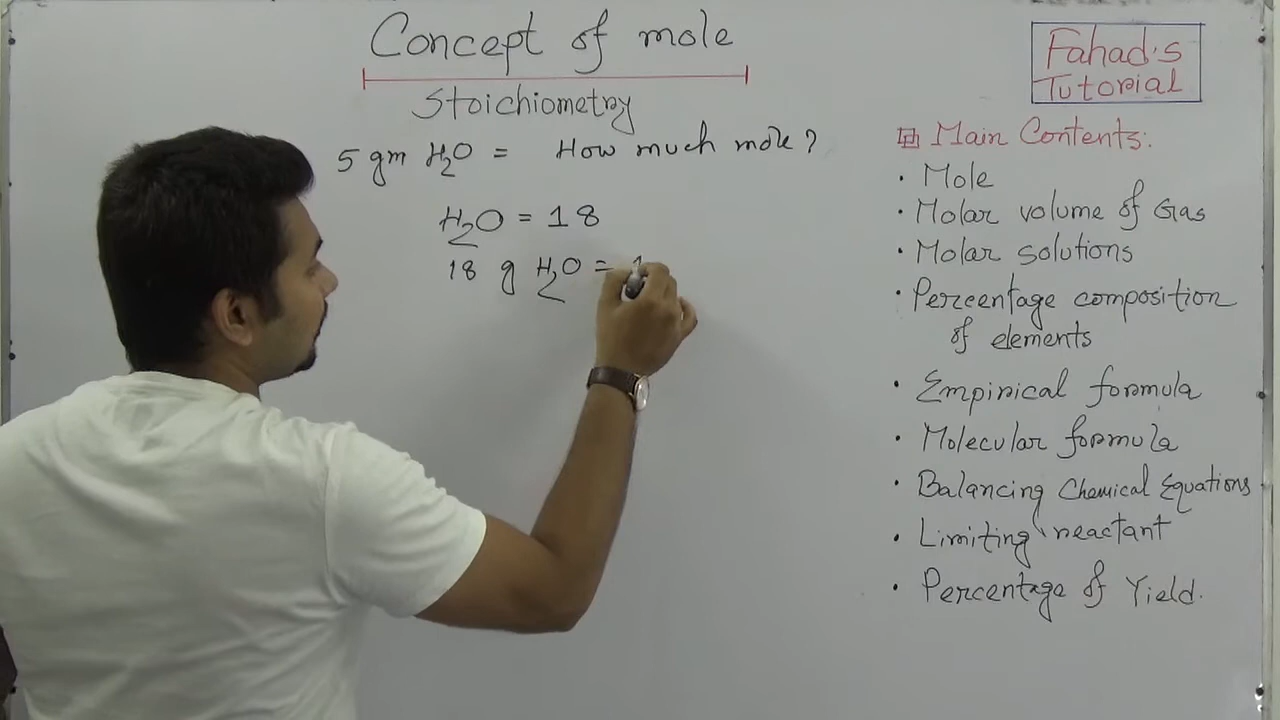 Concept of mole
Stoichiometry
5 gm H₂O = How much mole?
H₂O = 18
18 g H₂O = 1
Fahad's
Tutorial
Main Contents:
• Mole
• Molar volume of Gas
• Molar solutions
• Percentage composition
of elements
• Empirical formula
• Molecular formula
• Balancing Chemical Equations
• Limiting reactant
• Percentage of Yield.